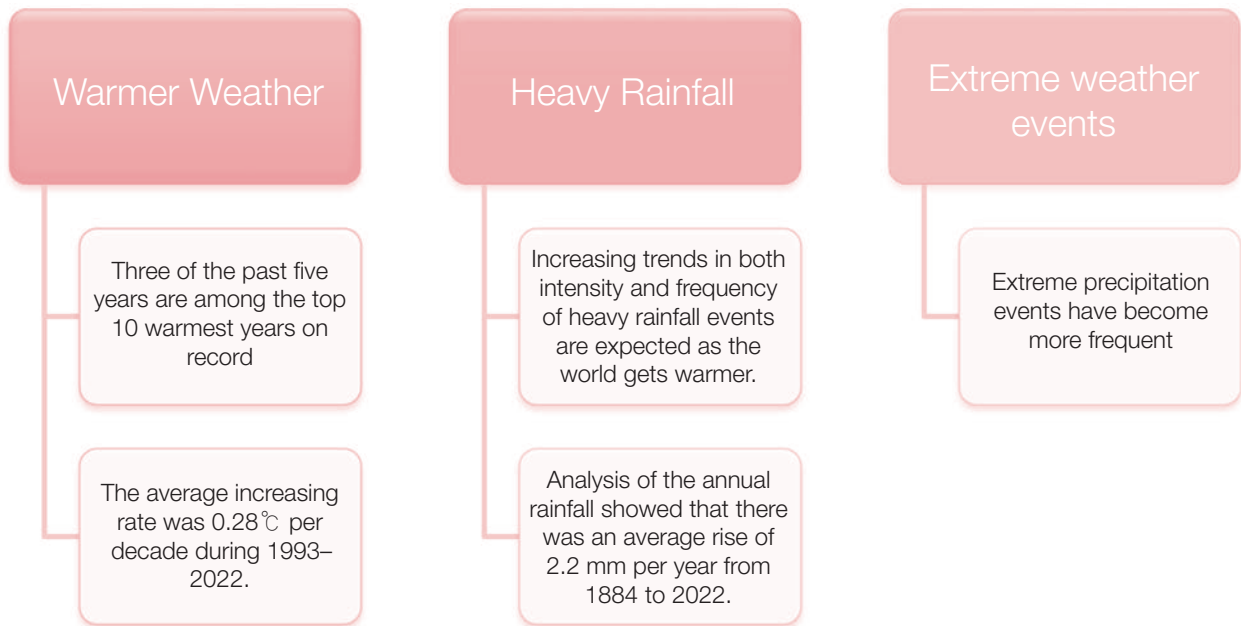 Warmer Weather
Three of the past five
years are among the top
10 warmest years on
record
The average increasing
rate was 0.28℃ per
decade during 1993–
2022.
Heavy Rainfall
Increasing trends in both
intensity and frequency
of heavy rainfall events
are expected as the
world gets warmer.
Analysis of the annual
rainfall showed that there
was an average rise of
2.2 mm per year from
1884 to 2022.
Extreme weather
events
Extreme precipitation
events have become
more frequent